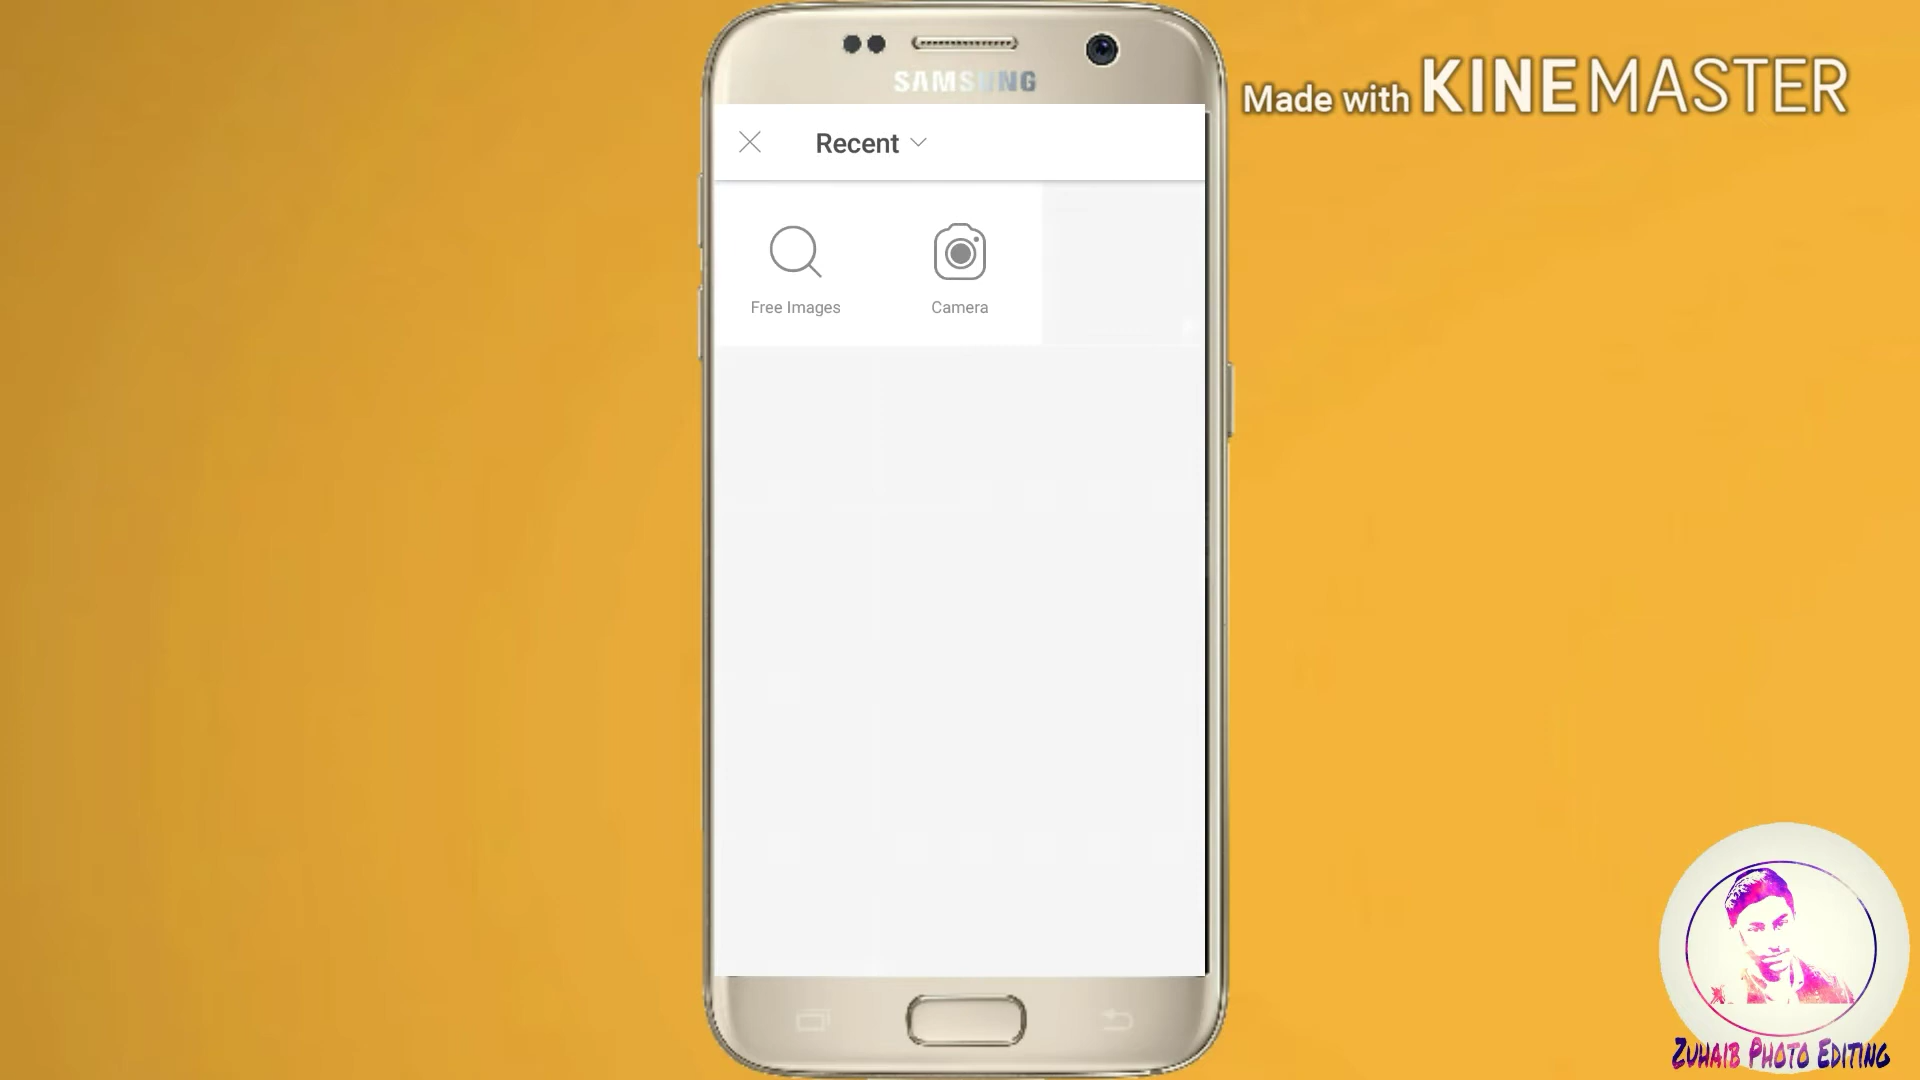 SAMSUNG
Made with KINEMASTER
Recent
Free Images
Camera
ZUHAIB PHOTO EDITING